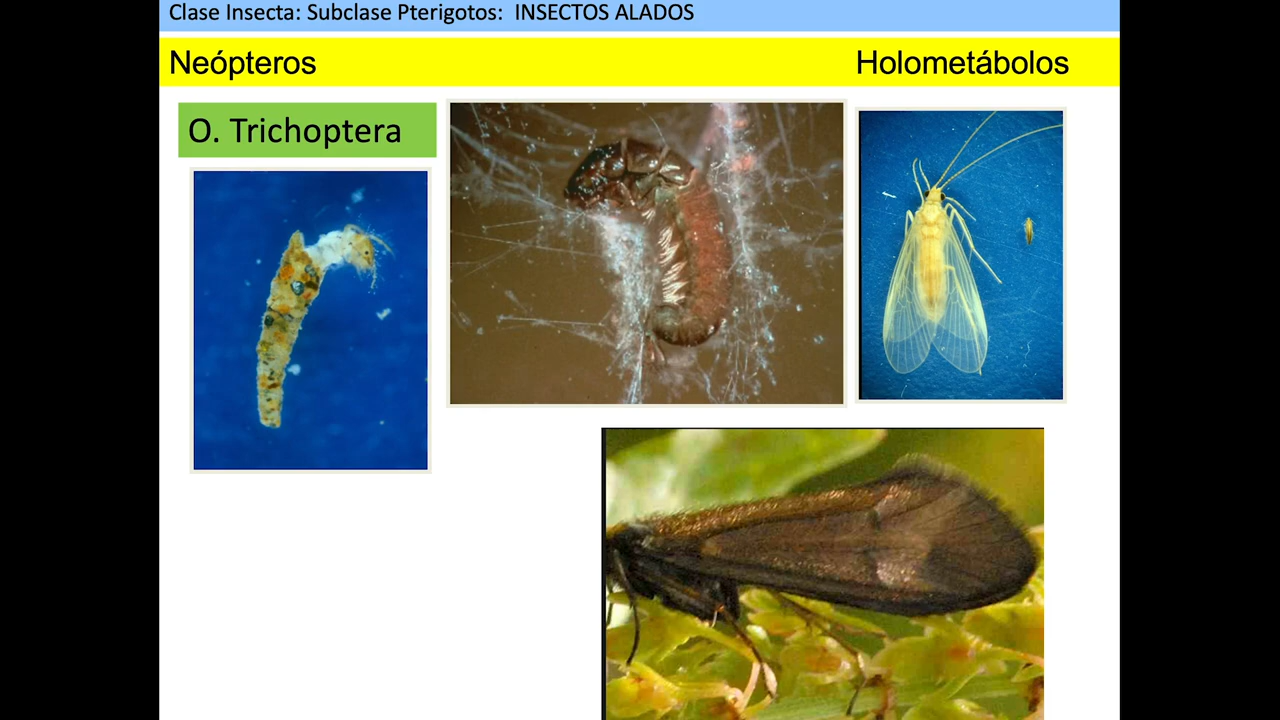 Clase Insecta: Subclase Pterigotos:  INSECTOS ALADOS
Neópteros Holometábolos
O. Trichoptera